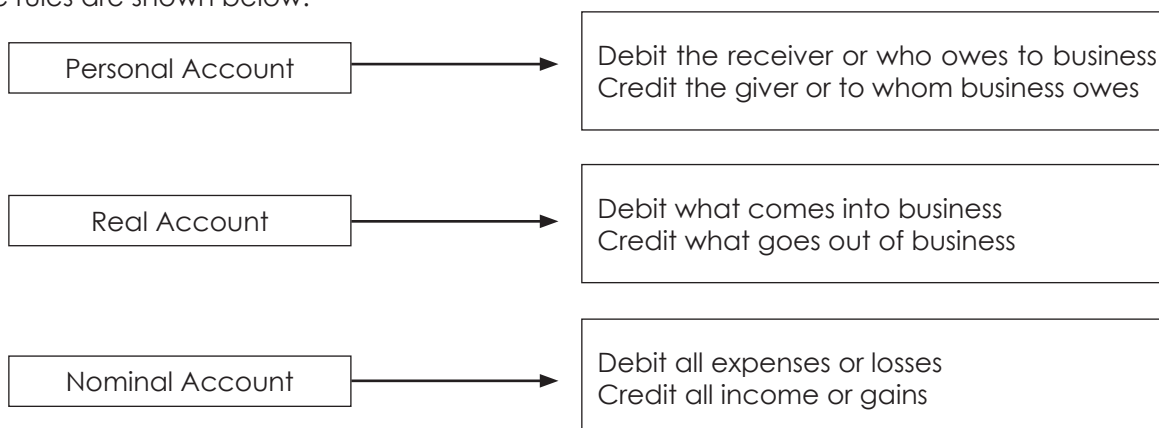 rules are shown below:
Personal Account
Debit the receiver or who owes to business
Credit the giver or to whom business owes
Real Account
Debit what comes into business
Credit what goes out of business
Nominal Account
Debit all expenses or losses
Credit all income or gains